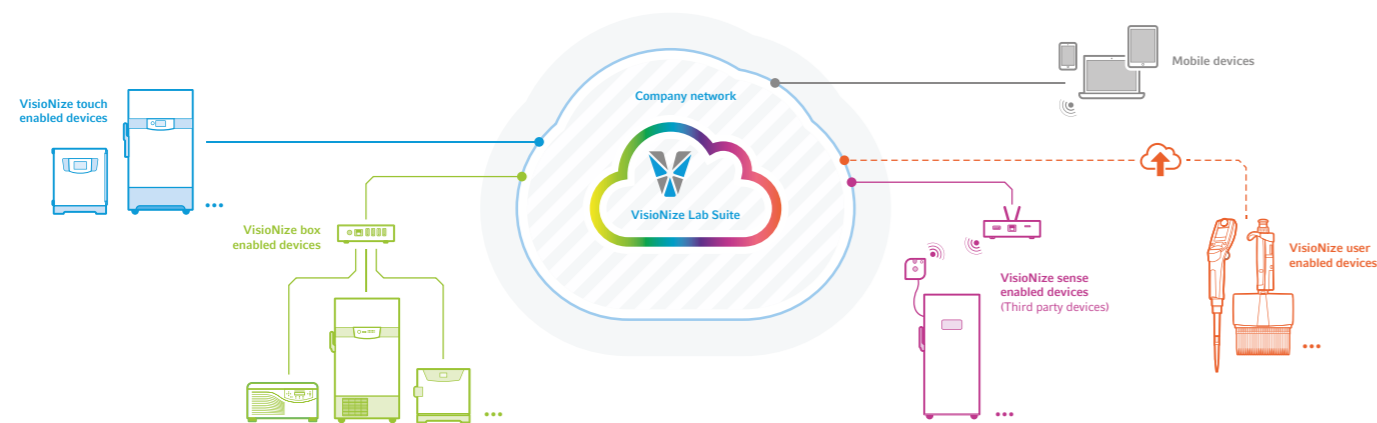 VisioNize touch
enabled devices
VisioNize box
enabled devices
Company network
VisioNize Lab Suite
Mobile devices
VisioNize sense
enabled devices
(Third party devices)
VisioNize user
enabled devices